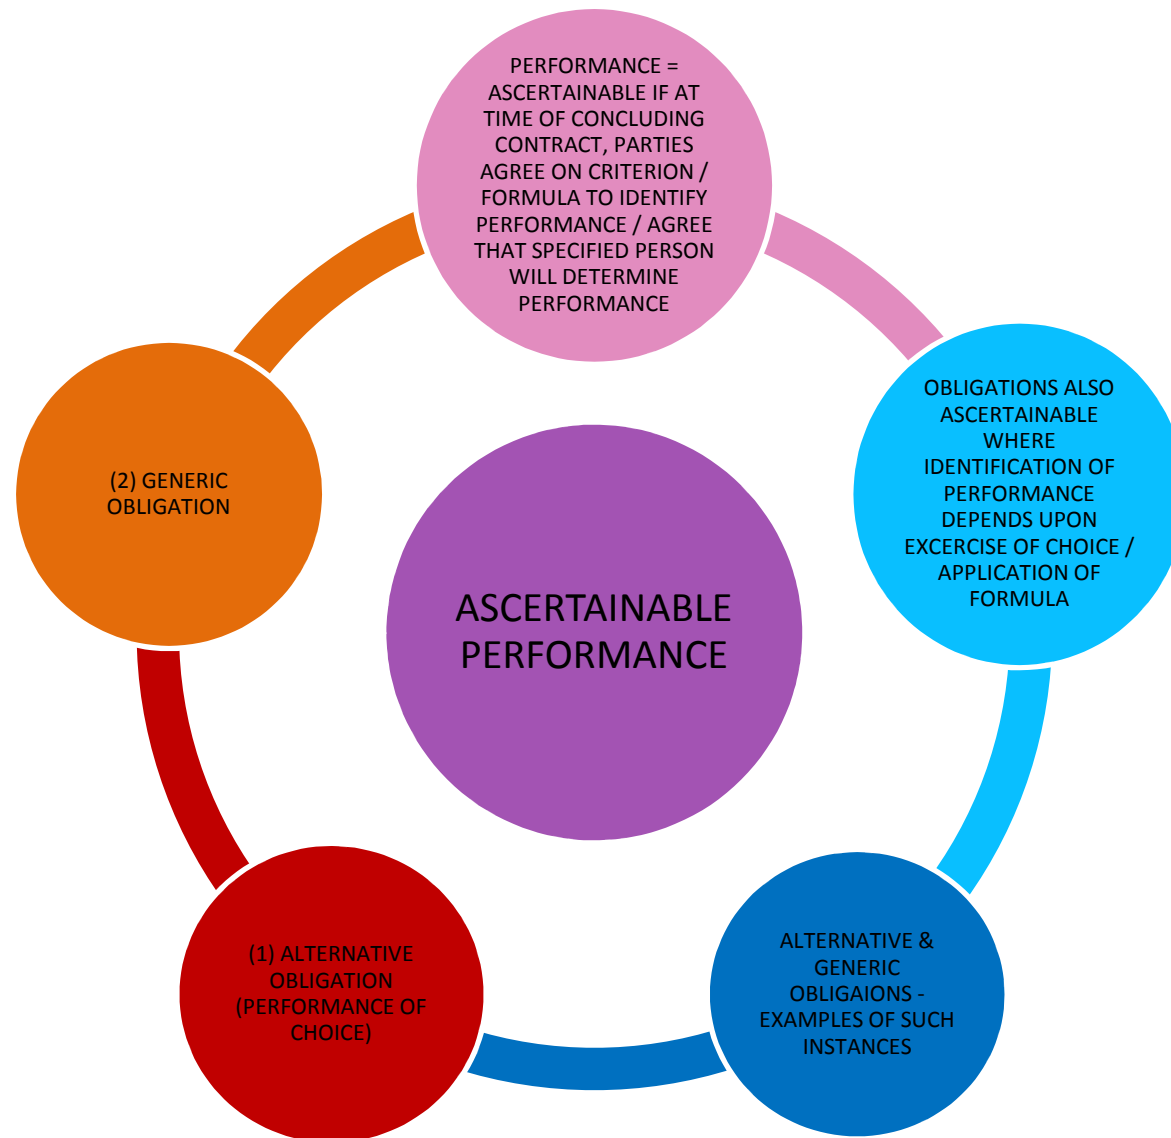 PERFORMANCE =
ASCERTAINABLE IF AT
TIME OF CONCLUDING
CONTRACT, PARTIES
AGREE ON CRITERION /
FORMULA TO IDENTIFY
PERFORMANCE / AGREE
THAT SPECIFIED PERSON
WILL DETERMINE
PERFORMANCE
OBLIGATIONS ALSO
ASCERTAINABLE
WHERE
IDENTIFICATION OF
PERFORMANCE
DEPENDS UPON
EXCERCISE OF CHOICE /
APPLICATION OF
FORMULA
ALTERNATIVE &
GENERIC
OBLIGAIONS -
EXAMPLES OF SUCH
INSTANCES
(1) ALTERNATIVE
OBLIGATION
(PERFORMANCE OF
CHOICE)
(2) GENERIC
OBLIGATION
ASCERTAINABLE
PERFORMANCE